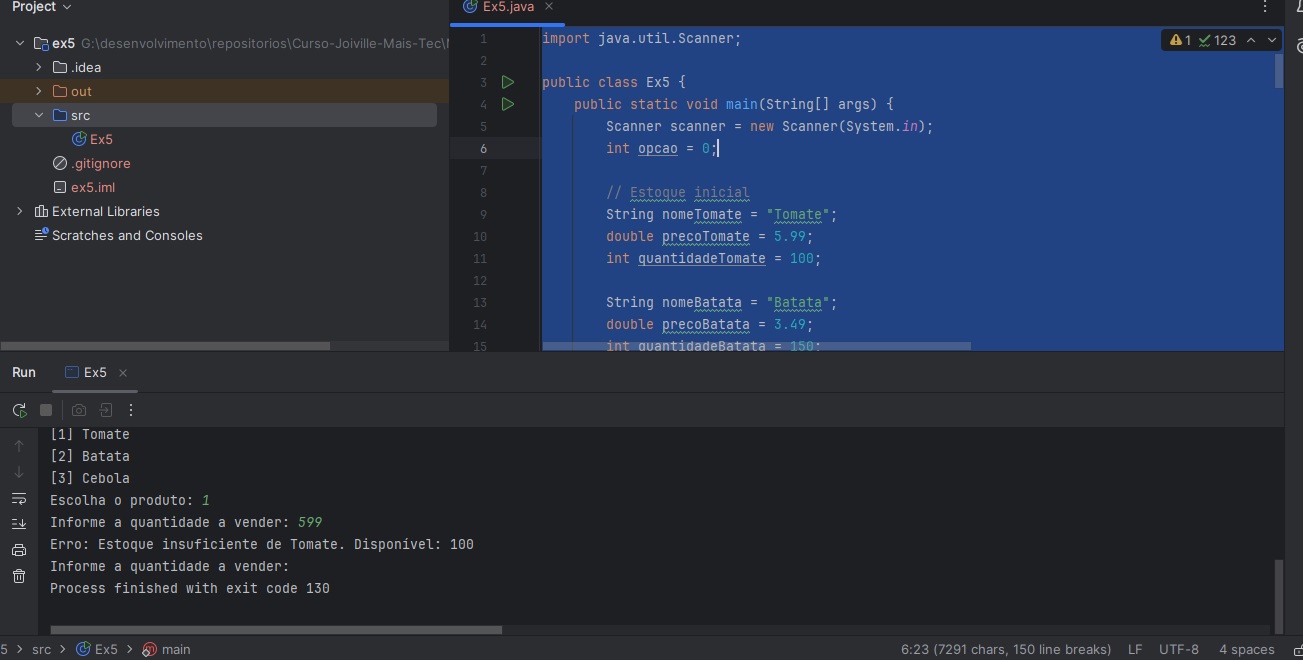 Project
Ex5.java
ex5 G:\desenvolvimento\repositorios\Curso-Joiville-Mais-Tec\
.idea
out
src
Ex5
.gitignore
ex5.iml
External Libraries
Scratches and Consoles
1 123
1 import java.util.Scanner;
2
3 public class Ex5 {
4 public static void main(String[] args) {
5 Scanner scanner = new Scanner(System.in);
6 int opcao = 0;
7
8 // Estoque inicial
9 String nomeTomate = "Tomate";
10 double precoTomate = 5.99;
11 int quantidadeTomate = 100;
12
13 String nomeBatata = "Batata";
14 double precoBatata = 3.49;
15 int quantidadeBatata = 150;
Run Ex5
[1] Tomate
[2] Batata
[3] Cebola
Escolha o produto: 1
Informe a quantidade a vender: 599
Erro: Estoque insuficiente de Tomate. Disponível: 100
Informe a quantidade a vender:
Process finished with exit code 130
5 > src > Ex5 > main 6:23 (7291 chars, 150 line breaks) LF UTF-8 4 spaces